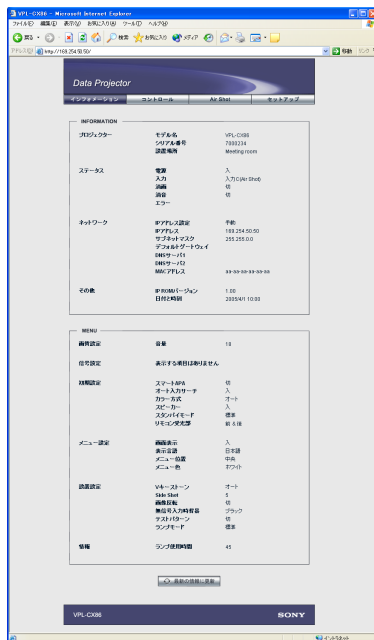 VPL-CX86 - Microsoft Internet Explorer
ファイル(F) 編集(E) 表示(V) お気に入り(A) ツール(T) ヘルプ(H)
戻る 検索 お気に入り メディア
アドレス(D) http://169.254.50.50/ 移動 リンク
Data Projector
インフォメーション コントロール Air Shot セットアップ
INFORMATION
プロジェクター モデル名 VPL-CX86
シリアル番号 7000234
設置場所 Meeting room
ステータス 電源 入
入力 入力C(Air Shot)
消画 切
消音 切
エラー
ネットワーク IPアドレス設定 手動
IPアドレス 169.254.50.50
サブネットマスク 255.255.0.0
デフォルトゲートウェイ
DNSサーバ1
DNSサーバ2
MACアドレス aa-aa-aa-aa-aa-aa
その他 IP ROMバージョン 1.00
日付と時刻 2005/4/1 10:00
MENU
画質設定 音量 18
信号設定 表示する項目はありません
初期設定 スマートAPA 切
オート入力サーチ 入
カラー方式 オート
スピーカー 入
スタンバイモード 標準
リモコン受光部 前 & 後
メニュー設定 画面表示 入
表示言語 日本語
メニュー位置 中央
メニュー色 ホワイト
設置設定 Vキーストーン オート
Side Shot 5
画像反転 切
無信号入力時背景 ブラック
テストパターン 切
ランプモード 標準
情報 ランプ使用時間 45
最新の情報に更新
VPL-CX86 SONY
インターネット